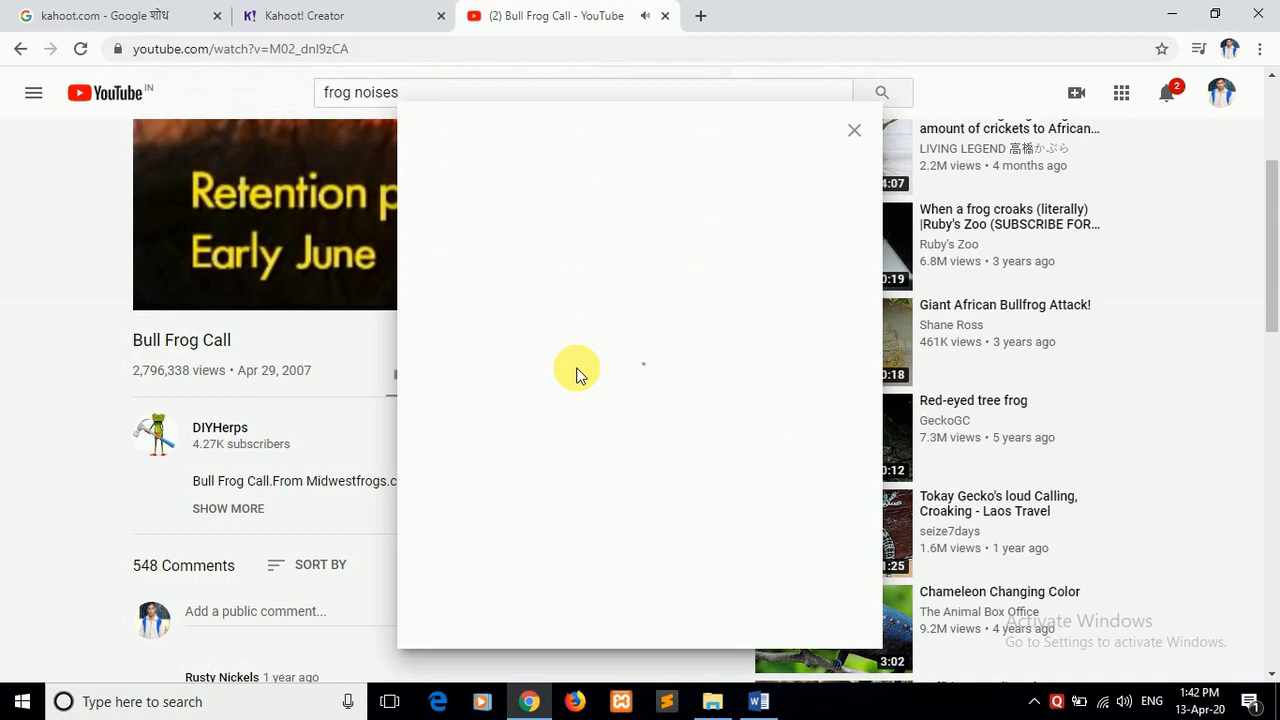 kahoot.com - Google शोध
Kahoot! Creator
(2) Bull Frog Call - YouTube
youtube.com/watch?v=M02_dnl9zCA
YouTube IN
frog noises
2
Retention p
Early June
Bull Frog Call
2,796,338 views • Apr 29, 2007
DIYHerps
4.27K subscribers
Bull Frog Call.From Midwestfrogs.c
SHOW MORE
548 Comments
SORT BY
Add a public comment...
Rusty Nickels 1 year ago
amount of crickets to African...
LIVING LEGEND 高橋かぶら
2.2M views • 4 months ago
4:07
When a frog croaks (literally)
|Ruby's Zoo (SUBSCRIBE FOR...
Ruby's Zoo
6.8M views • 3 years ago
0:19
Giant African Bullfrog Attack!
Shane Ross
461K views • 3 years ago
0:18
Red-eyed tree frog
GeckoGC
7.3M views • 5 years ago
0:12
Tokay Gecko's loud Calling,
Croaking - Laos Travel
seize7days
1.6M views • 1 year ago
1:25
Chameleon Changing Color
The Animal Box Office
9.2M views • 4 years ago
3:02
Activate Windows
Go to Settings to activate Windows.
Type here to search
ENG
1:42 PM
13-Apr-20
1